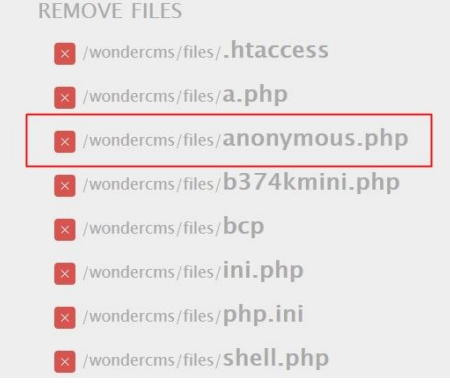 REMOVE FILES
× /wondercms/files/.htaccess
× /wondercms/files/a.php
× /wondercms/files/anonymous.php
× /wondercms/files/b374kmini.php
× /wondercms/files/bcp
× /wondercms/files/ini.php
× /wondercms/files/php.ini
× /wondercms/files/shell.php